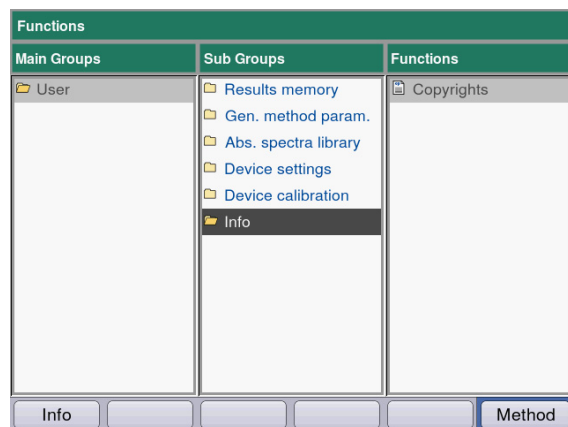 Functions
Main Groups
Sub Groups
Functions
User
Results memory
Gen. method param.
Abs. spectra library
Device settings
Device calibration
Info
Copyrights
Info
Method